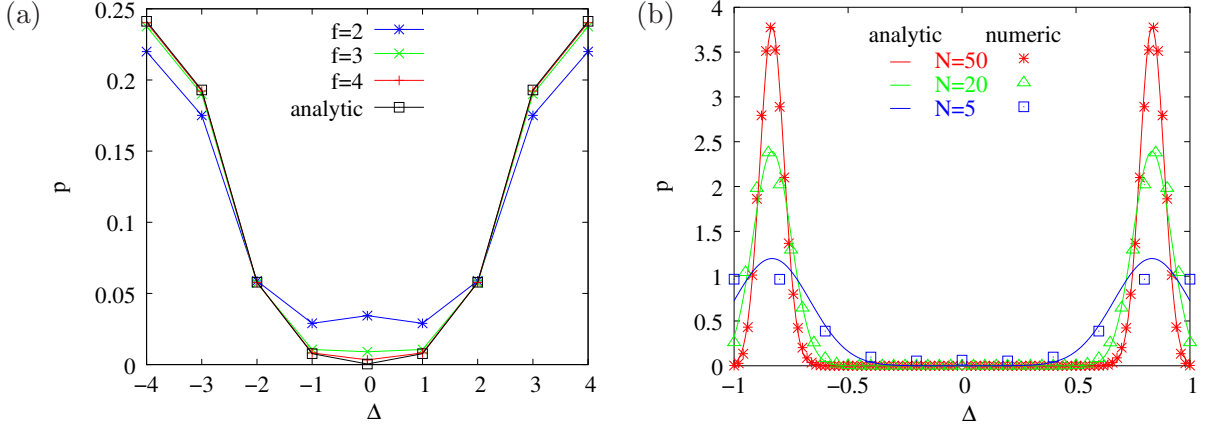 (a)
0.25
0.2
0.15
0.1
0.05
0
p
f=2
f=3
f=4
analytic
−4 −3 −2 −1 0 1 2 3 4
Δ
(b)
4
3.5
3
2.5
2
1.5
1
0.5
0
p
analytic numeric
N=50
N=20
N=5
−1 −0.5 0 0.5 1
Δ